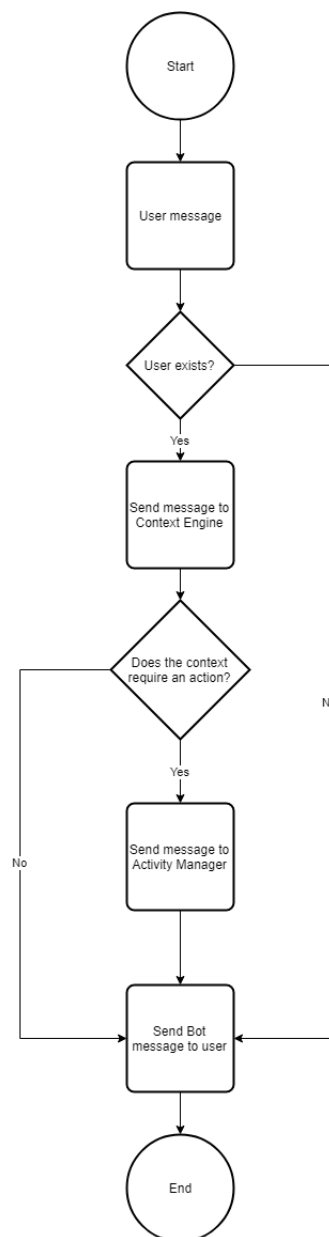 Start
User message
User exists?
Yes
Send message to
Context Engine
Does the context
require an action?
Yes
No
Send message to
Activity Manager
Send Bot
message to user
End